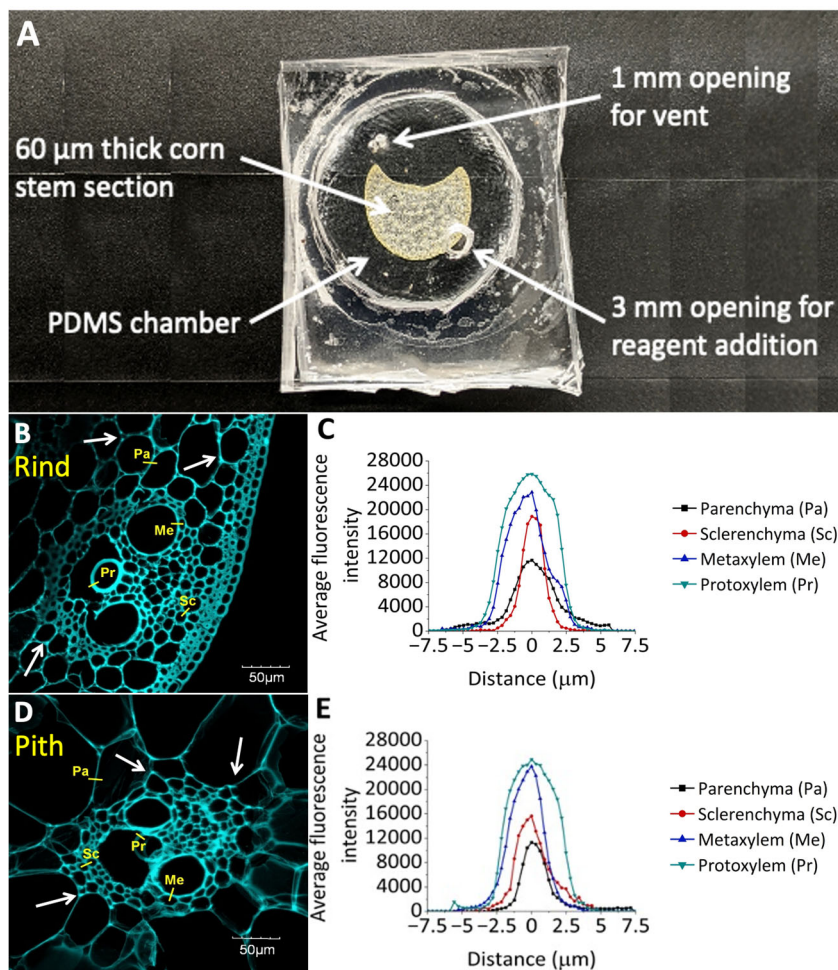 A
1 mm opening
for vent
60 µm thick corn
stem section
PDMS chamber
3 mm opening for
reagent addition
B
Rind
Pa
Me
Pr
Sc
50µm
C
Average fluorescence
intensity
28000
24000
20000
16000
12000
8000
4000
0
−7.5 −5 −2.5 0 2.5 5 7.5
Distance (µm)
Parenchyma (Pa)
Sclerenchyma (Sc)
Metaxylem (Me)
Protoxylem (Pr)
D
Pith
Pa
Sc
Pr
Me
50µm
E
Average fluorescence
intensity
28000
24000
20000
16000
12000
8000
4000
0
−7.5 −5 −2.5 0 2.5 5 7.5
Distance (µm)
Parenchyma (Pa)
Sclerenchyma (Sc)
Metaxylem (Me)
Protoxylem (Pr)